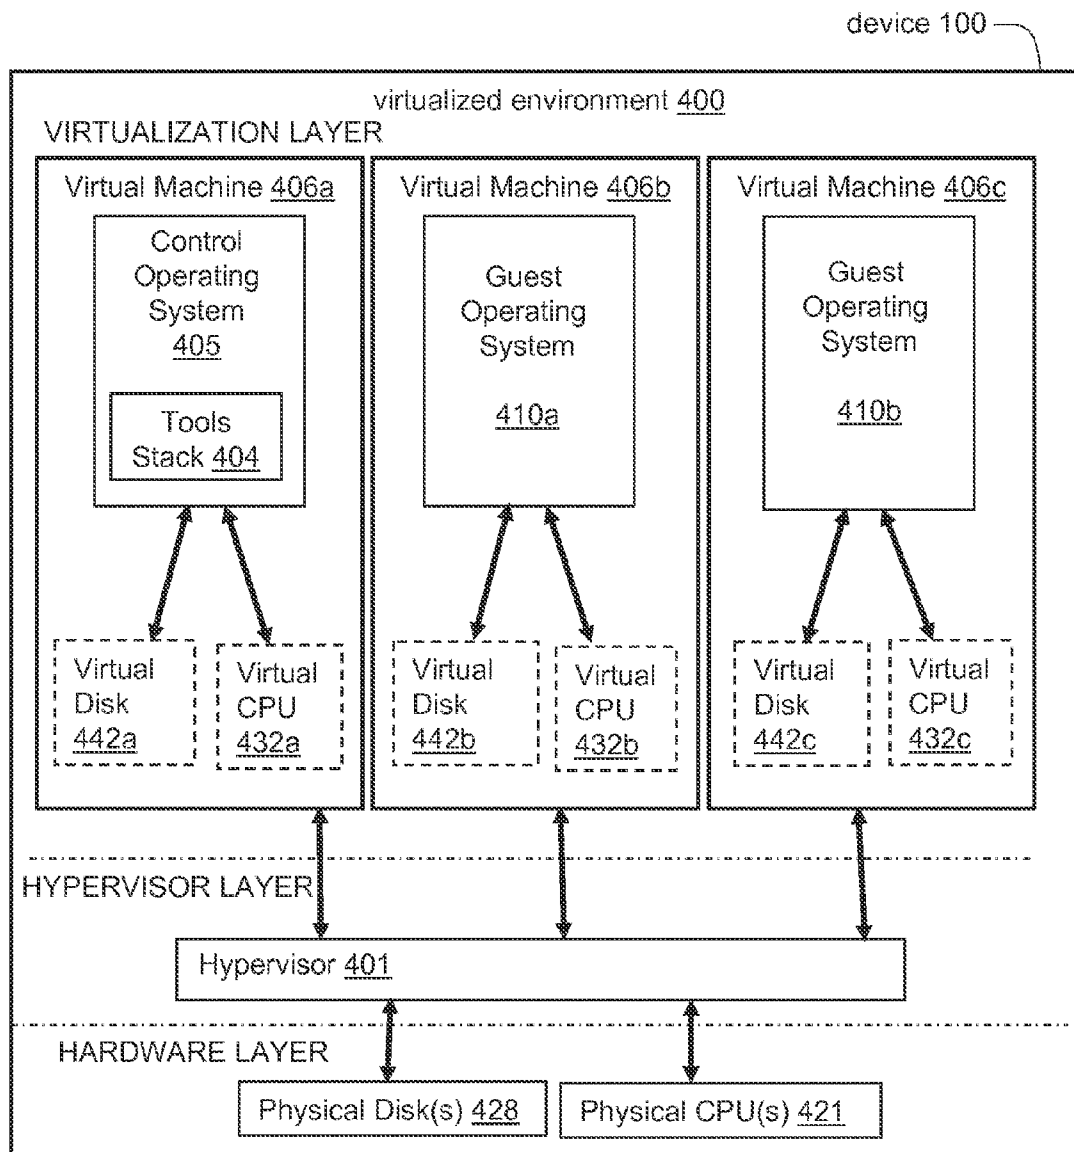 device 100
virtualized environment 400
VIRTUALIZATION LAYER
Virtual Machine 406a
Control
Operating
System
405
Tools
Stack 404
Virtual
Disk
442a
Virtual
CPU
432a
Virtual Machine 406b
Guest
Operating
System
410a
Virtual
Disk
442b
Virtual
CPU
432b
Virtual Machine 406c
Guest
Operating
System
410b
Virtual
Disk
442c
Virtual
CPU
432c
HYPERVISOR LAYER
Hypervisor 401
HARDWARE LAYER
Physical Disk(s) 428
Physical CPU(s) 421